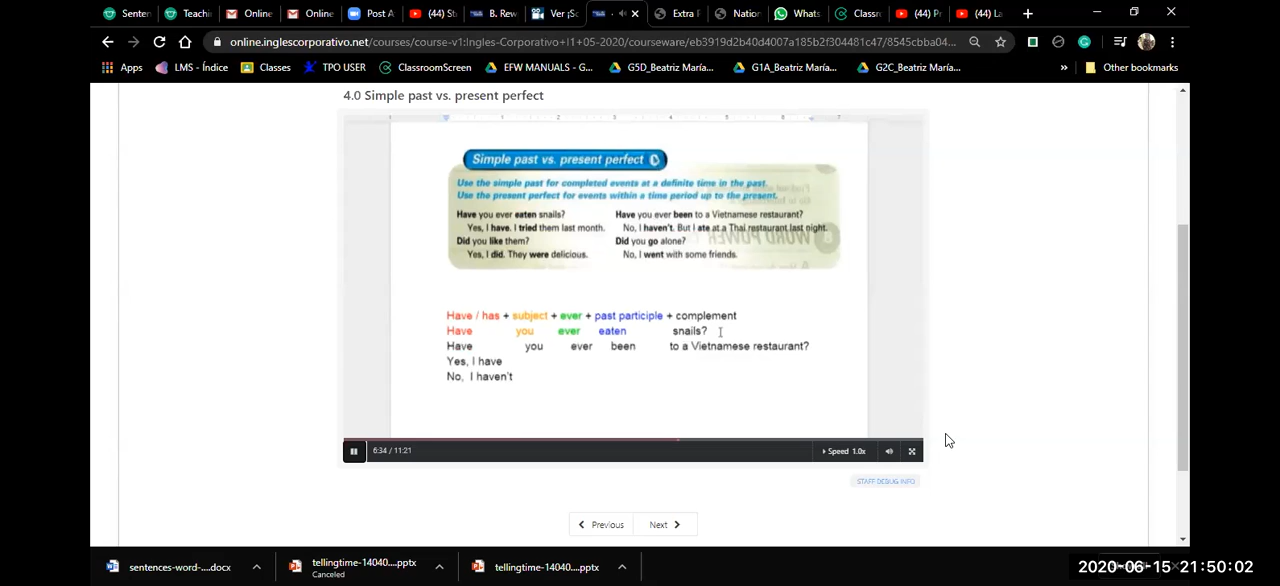 Senten
Teachi
Online
Online
Post A
(44) St
B. Rew
Ver ¡Sc
Extra F
Nation
Whats
Classr
(44) Pr
(44) La
online.inglescorporativo.net/courses/course-v1:Ingles-Corporativo+I1+05-2020/courseware/eb3919d2b40d4007a185b2f304481c47/8545cbba04...
Apps
LMS - Índice
Classes
TPO USER
ClassroomScreen
EFW MANUALS - G...
G5D_Beatriz María...
G1A_Beatriz María...
G2C_Beatriz María...
»
Other bookmarks
4.0 Simple past vs. present perfect
Simple past vs. present perfect
Use the simple past for completed events at a definite time in the past.
Use the present perfect for events within a time period up to the present.
Have you ever eaten snails?
Yes, I have. I tried them last month.
Did you like them?
Yes, I did. They were delicious.
Have you ever been to a Vietnamese restaurant?
No, I haven't. But I ate at a Thai restaurant last night.
Did you go alone?
No, I went with some friends.
WORD POWER
Have / has + subject + ever + past participle + complement
Have you ever eaten snails?
Have you ever been to a Vietnamese restaurant?
Yes, I have
No, I haven't
6:34 / 11:21
Speed 1.0x
STAFF DEBUG INFO
Previous
Next
sentences-word-....docx
tellingtime-14040....pptx
Canceled
tellingtime-14040....pptx
2020-06-15 21:50:02